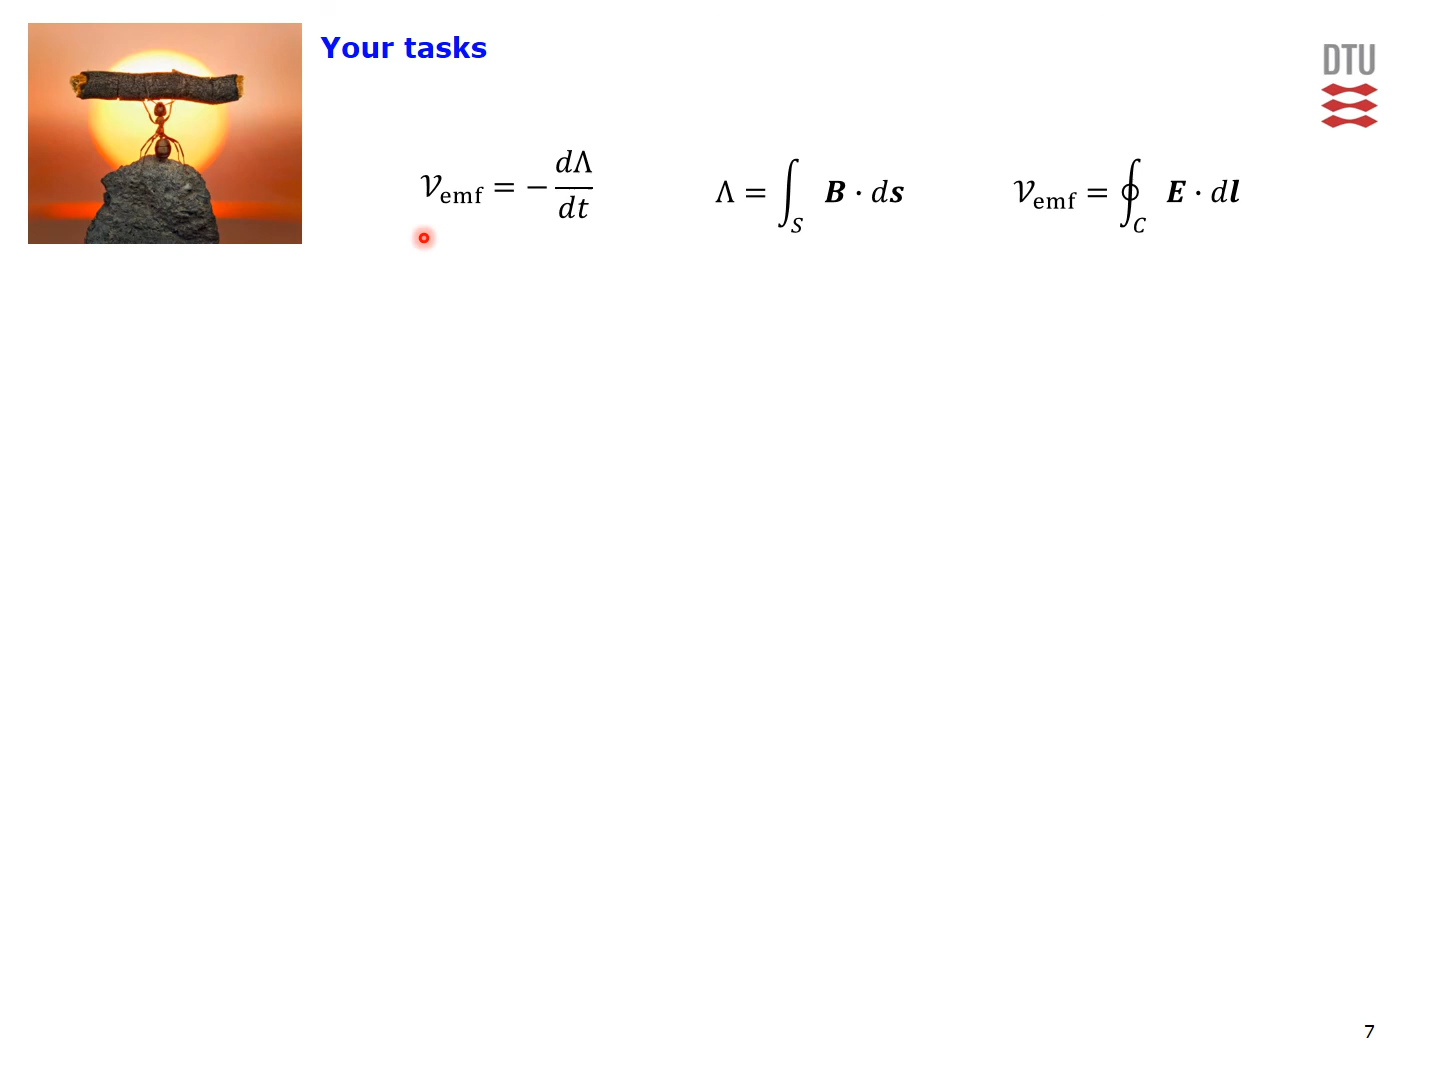 Your tasks
DTU
𝒱emf = − dΛ/dt
Λ = ∫S B · ds
𝒱emf = ∮C E · dl
7